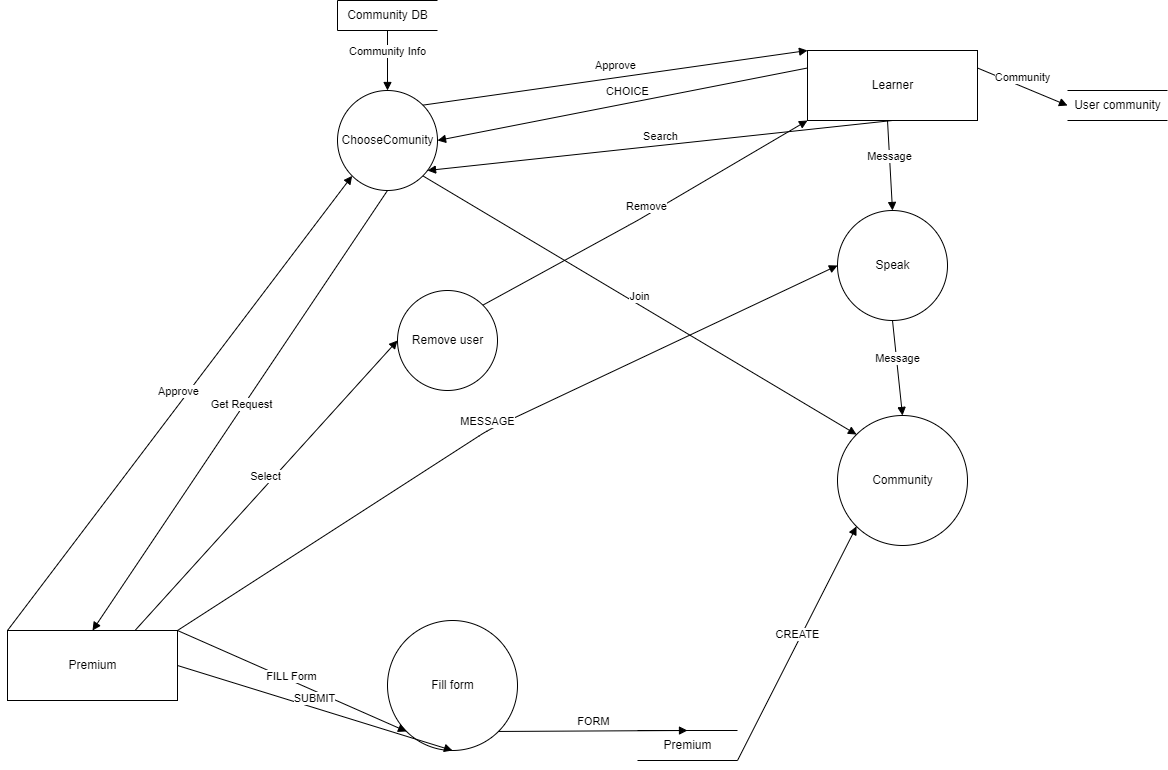 Community DB
Community Info
Approve
Learner
Community
CHOICE
User community
Search
ChooseComunity
Message
Remove
Speak
Join
Remove user
Message
Approve
Get Request
MESSAGE
Select
Community
CREATE
Premium
FILL Form
Fill form
SUBMIT
FORM
Premium